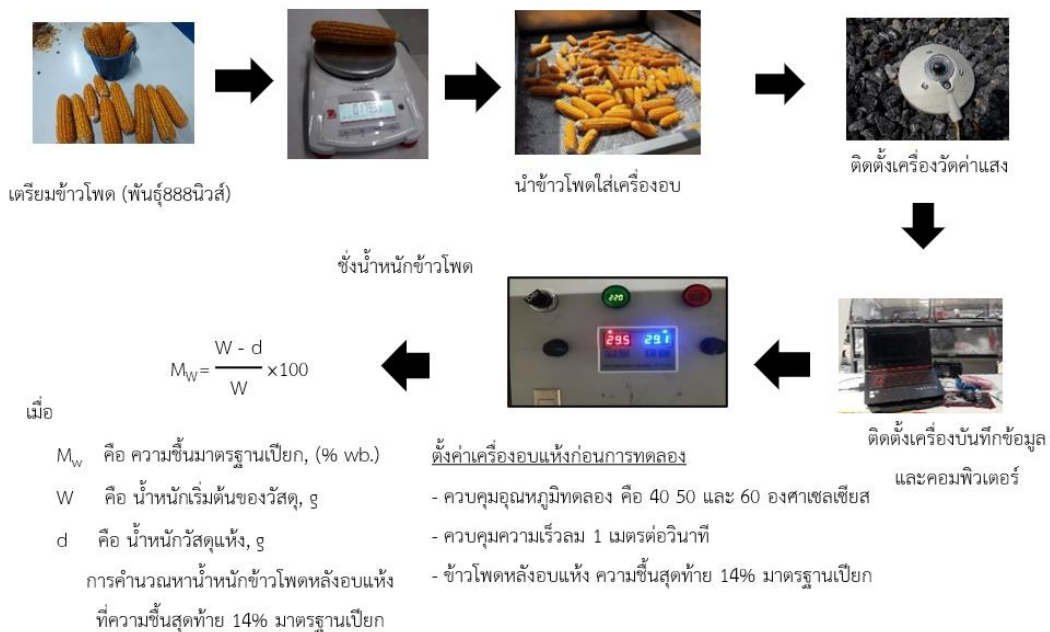 เตรียมข้าวโพด (พันธุ์888นิวส์)
นำข้าวโพดใส่เครื่องอบ
ติดตั้งเครื่องวัดค่าแสง
ชั่งน้ำหนักข้าวโพด
220
29.5 29.1
ติดตั้งเครื่องบันทึกข้อมูล
และคอมพิวเตอร์
W - d
M_W = ――― ×100
W
เมื่อ
M_w คือ ความชื้นมาตรฐานเปียก, (% wb.)
W คือ น้ำหนักเริ่มต้นของวัสดุ, g
d คือ น้ำหนักวัสดุแห้ง, g
การคำนวณหาน้ำหนักข้าวโพดหลังอบแห้ง
ที่ความชื้นสุดท้าย 14% มาตรฐานเปียก
ตั้งค่าเครื่องอบแห้งก่อนการทดลอง
- ควบคุมอุณหภูมิทดลอง คือ 40 50 และ 60 องศาเซลเซียส
- ควบคุมความเร็วลม 1 เมตรต่อวินาที
- ข้าวโพดหลังอบแห้ง ความชื้นสุดท้าย 14% มาตรฐานเปียก